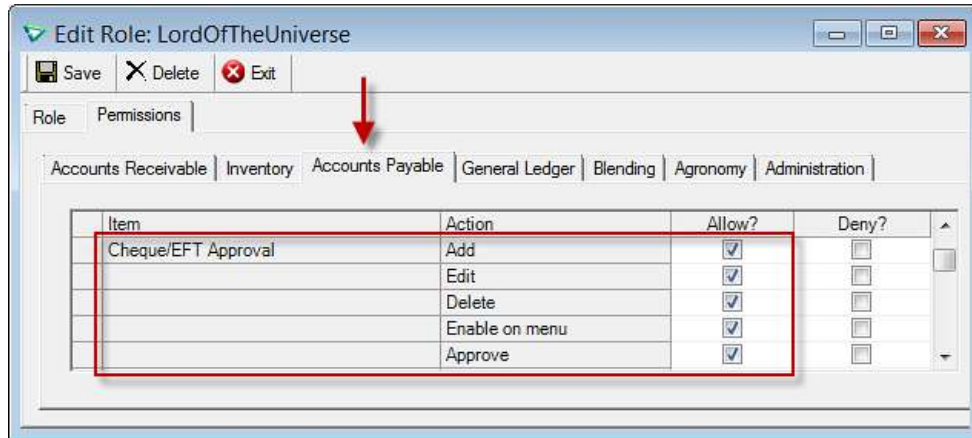 Edit Role: LordOfTheUniverse
Save Delete Exit
Role Permissions
Accounts Receivable Inventory Accounts Payable General Ledger Blending Agronomy Administration
Item Action Allow? Deny?
Cheque/EFT Approval Add
Edit
Delete
Enable on menu
Approve